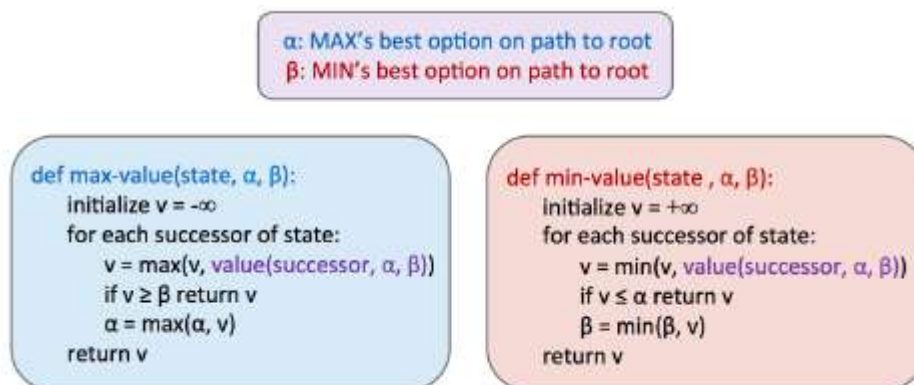 α: MAX's best option on path to root
β: MIN's best option on path to root
def max-value(state, α, β):
initialize v = -∞
for each successor of state:
v = max(v, value(successor, α, β))
if v ≥ β return v
α = max(α, v)
return v
def min-value(state , α, β):
initialize v = +∞
for each successor of state:
v = min(v, value(successor, α, β))
if v ≤ α return v
β = min(β, v)
return v